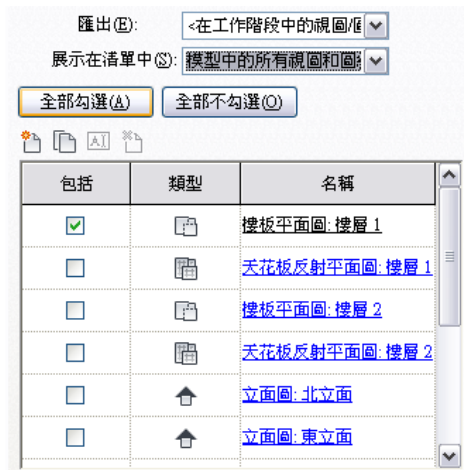 匯出(E): <在工作階段中的視圖/圖
展示在清單中(S): 模型中的所有視圖和圖
全部勾選(A) 全部不勾選(O)
包括 類型 名稱
樓板平面圖: 樓層 1
天花板反射平面圖: 樓層 1
樓板平面圖: 樓層 2
天花板反射平面圖: 樓層 2
立面圖: 北立面
立面圖: 東立面